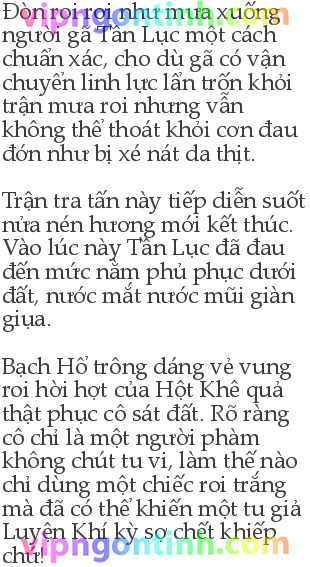 vipngontinh.com
Đòn roi rơi như mưa xuống
người gã Tần Lục một cách
chuẩn xác, cho dù gã có vận
chuyển linh lực lẩn trốn khỏi
trận mưa roi nhưng vẫn
không thể thoát khỏi cơn đau
đớn như bị xé nát da thịt.
Trận tra tấn này tiếp diễn suốt
nửa nén hương mới kết thúc.
Vào lúc này Tần Lục đã đau
đến mức nằm phủ phục dưới
đất, nước mắt nước mũi giàn
giụa.
Bạch Hổ trông dáng vẻ vung
roi hời hợt của Hột Khê quả
thật phục cô sát đất. Rõ ràng
cô chỉ là một người phàm
không chút tu vi, làm thế nào
chỉ dùng một chiếc roi trắng
mà đã có thể khiến một tu giả
Luyện Khí kỳ sợ chết khiếp
chứ!
vipngontinh.com